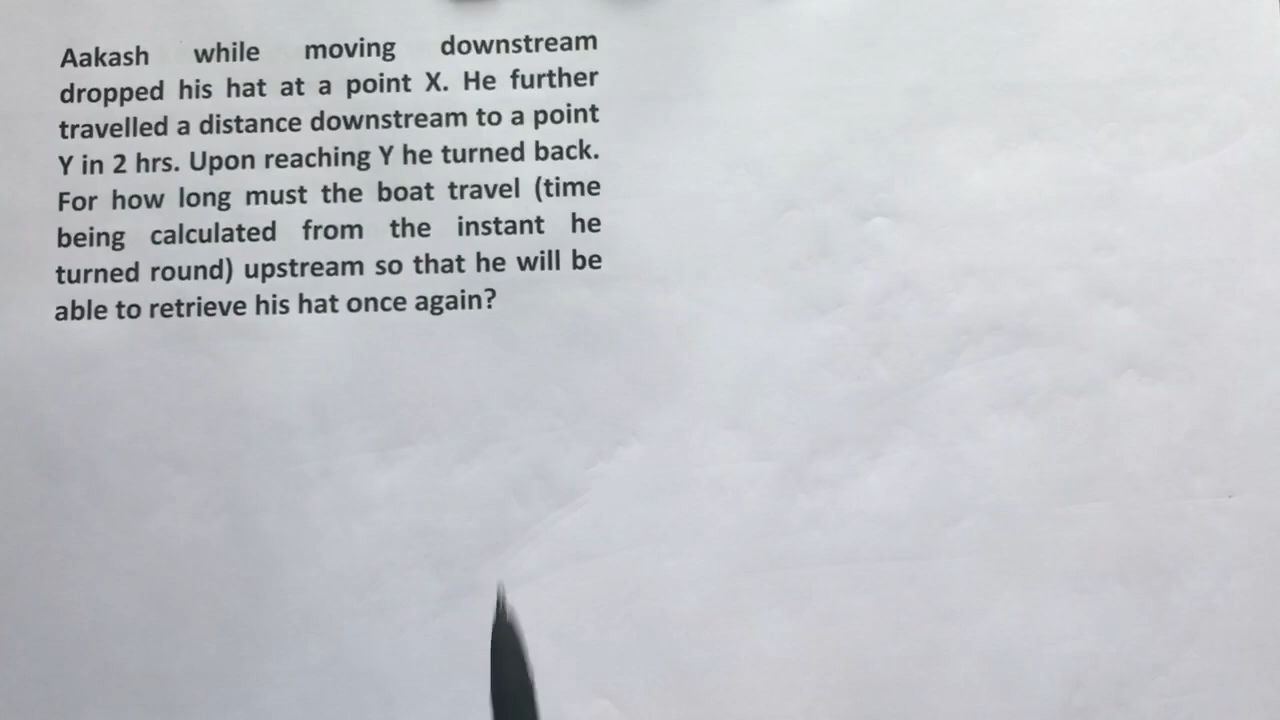 Aakash while moving downstream
dropped his hat at a point X. He further
travelled a distance downstream to a point
Y in 2 hrs. Upon reaching Y he turned back.
For how long must the boat travel (time
being calculated from the instant he
turned round) upstream so that he will be
able to retrieve his hat once again?